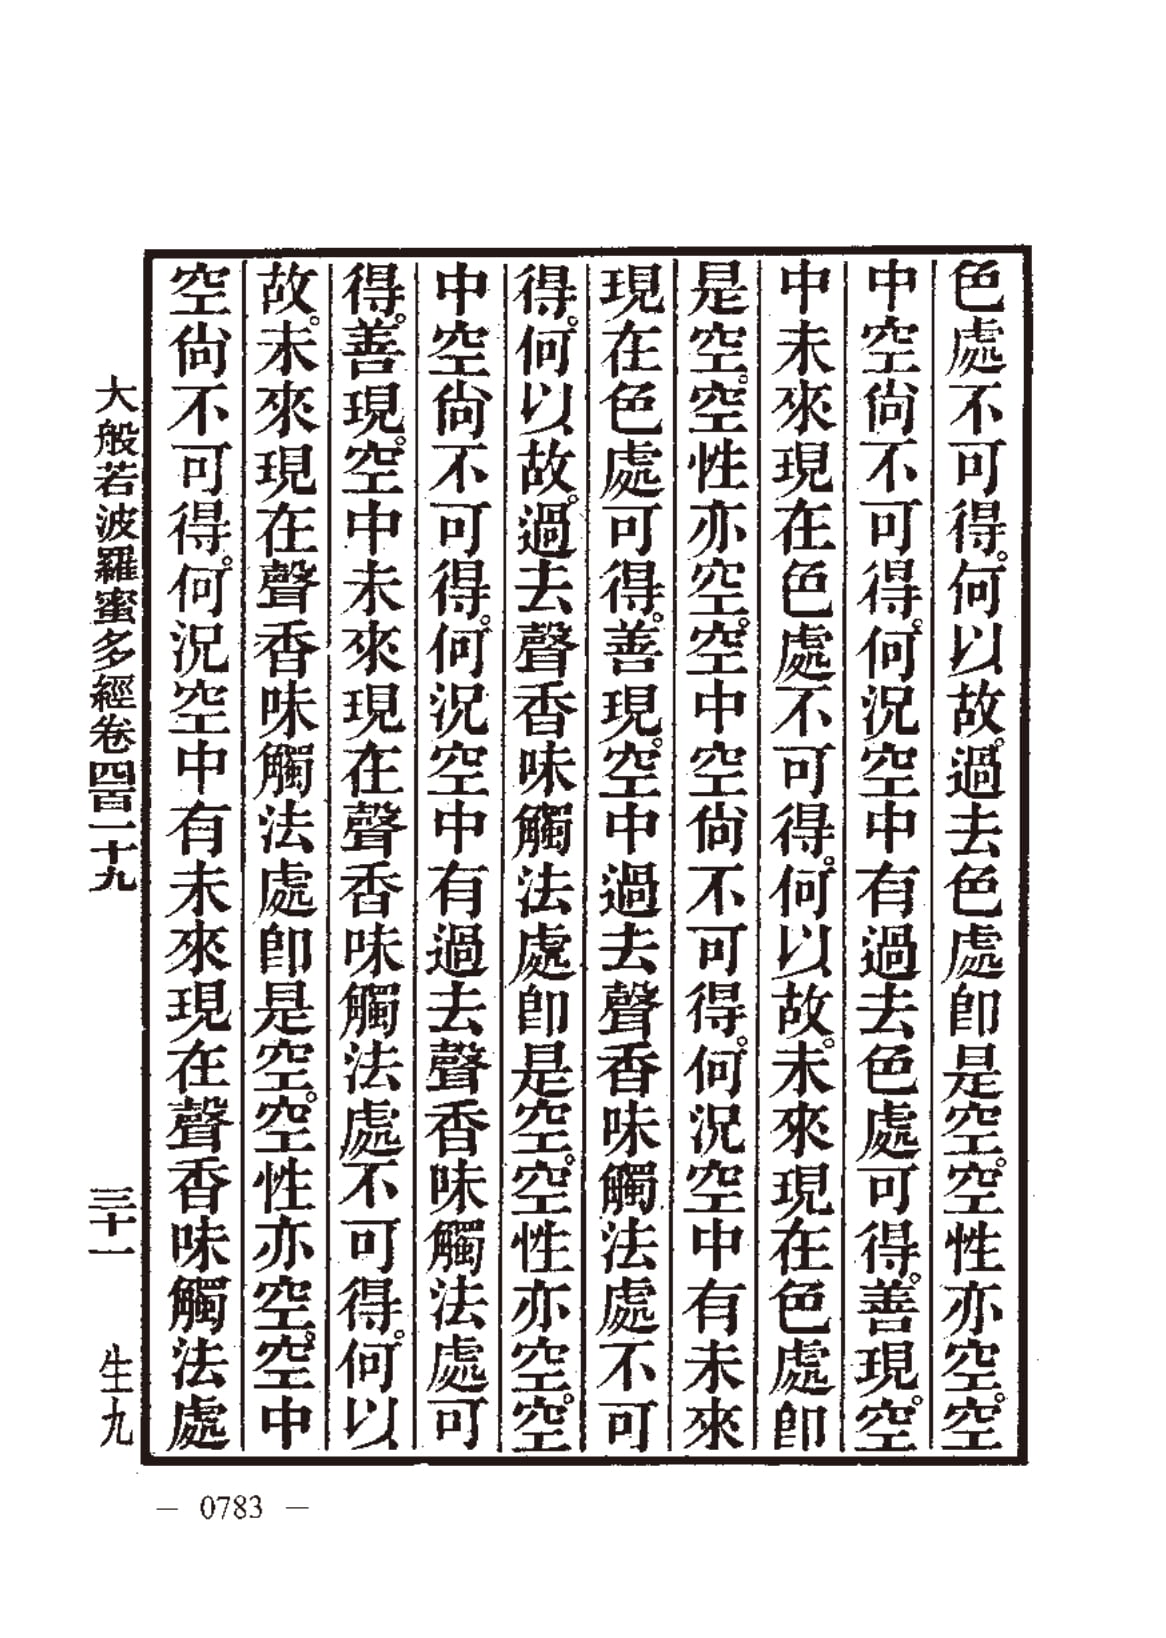 色處不可得。何以故。過去色處卽是空。空性亦空。空
中空尙不可得。何況空中有過去色處可得。善現。空
中未來現在色處不可得。何以故。未來現在色處卽
是空。空性亦空。空中空尙不可得。何況空中有未來
現在色處可得。善現。空中過去聲香味觸法處不可
得。何以故。過去聲香味觸法處卽是空。空性亦空。空
中空尙不可得。何況空中有過去聲香味觸法處可
得。善現。空中未來現在聲香味觸法處不可得。何以
故。未來現在聲香味觸法處卽是空。空性亦空。空中
空尙不可得。何況空中有未來現在聲香味觸法處
大般若波羅蜜多經卷四百一十九 三十一 生九
— 0783 —